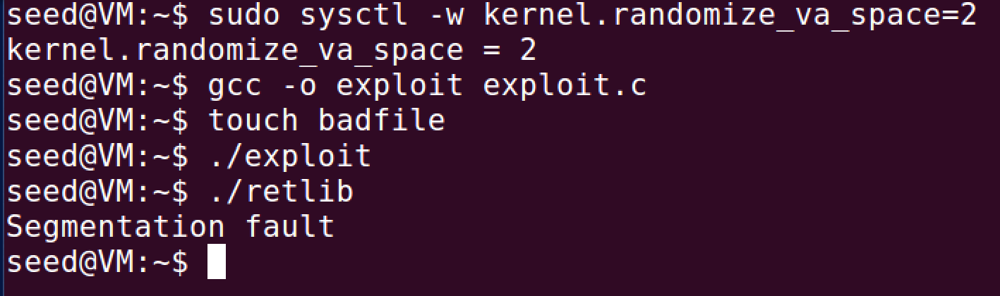 seed@VM:~$ sudo sysctl -w kernel.randomize_va_space=2
kernel.randomize_va_space = 2
seed@VM:~$ gcc -o exploit exploit.c
seed@VM:~$ touch badfile
seed@VM:~$ ./exploit
seed@VM:~$ ./retlib
Segmentation fault
seed@VM:~$